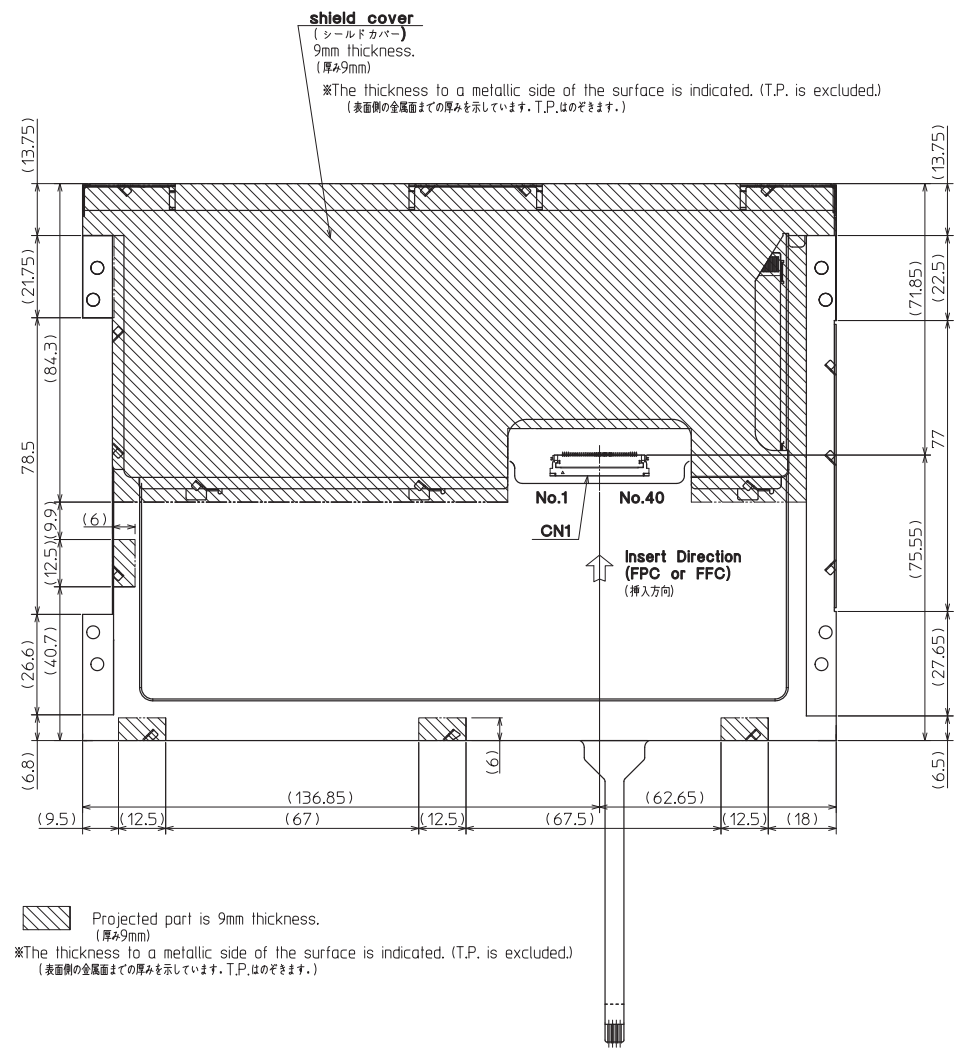 shield cover
(シールドカバー)
9mm thickness.
(厚み9mm)
※The thickness to a metallic side of the surface is indicated. (T.P. is excluded.)
(表面側の金属面までの厚みを示しています. T.P.はのぞきます.)
(13.75)
(13.75)
(21.75)
(84.3)
78.5
(71.85)
(22.5)
77
(9.9)
(6)
(12.5)
(40.7)
(26.6)
(6.8)
No.1 No.40
CN1
Insert Direction
(FPC or FFC)
(挿入方向)
(75.55)
(27.65)
(6.5)
(6)
(136.85)
(62.65)
(9.5)
(12.5)
(67)
(12.5)
(67.5)
(12.5)
(18)
Projected part is 9mm thickness.
(厚み9mm)
※The thickness to a metallic side of the surface is indicated. (T.P. is excluded.)
(表面側の金属面までの厚みを示しています. T.P.はのぞきます.)